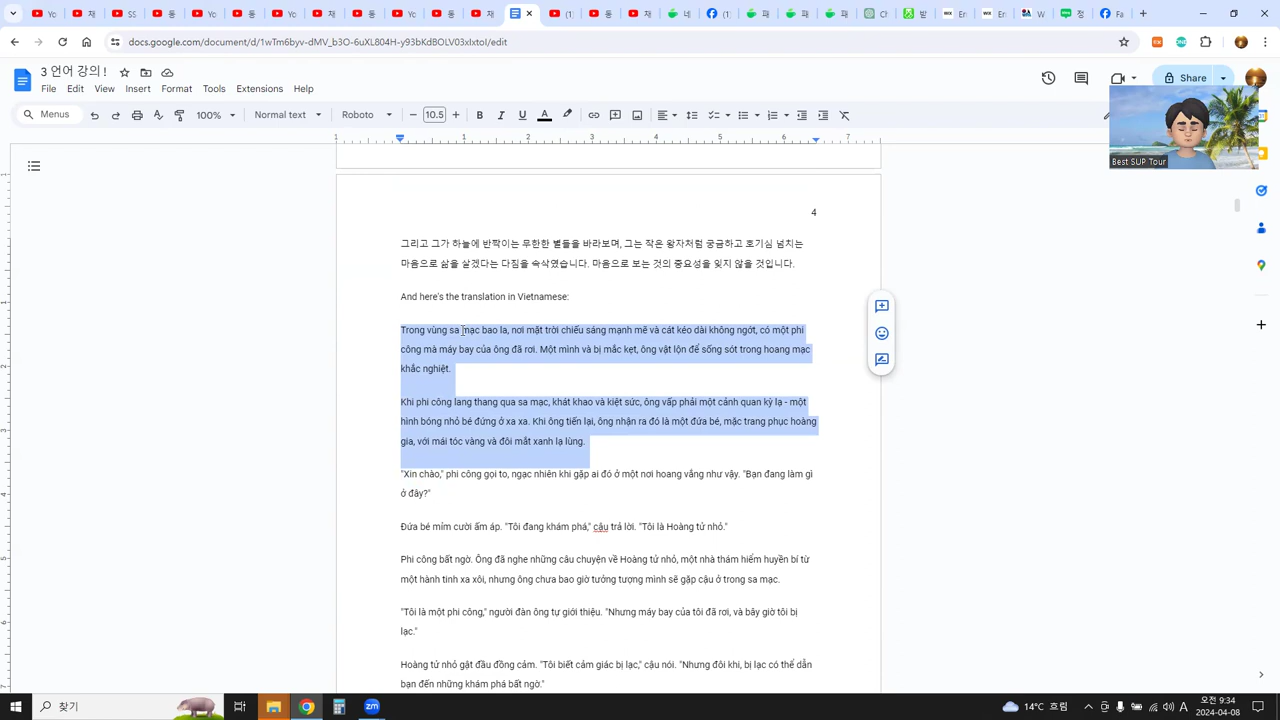 docs.google.com/document/d/1wTm6byv-dMV_b3O-6uXL804H-y93bKdBOLV03xIxtoI/edit
3 언어 강의 !
File Edit View Insert Format Tools Extensions Help
Share
Menus 100% Normal text Roboto 10.5
Best SUP Tour
4
그리고 그가 하늘에 반짝이는 무한한 별들을 바라보며, 그는 작은 왕자처럼 궁금하고 호기심 넘치는
마음으로 삶을 살겠다는 다짐을 속삭였습니다. 마음으로 보는 것의 중요성을 잊지 않을 것입니다.
And here's the translation in Vietnamese:
Trong vùng sa mạc bao la, nơi mặt trời chiếu sáng mạnh mẽ và cát kéo dài không ngớt, có một phi
công mà máy bay của ông đã rơi. Một mình và bị mắc kẹt, ông vật lộn để sống sót trong hoang mạc
khắc nghiệt.
Khi phi công lang thang qua sa mạc, khát khao và kiệt sức, ông vấp phải một cảnh quan kỳ lạ - một
hình bóng nhỏ bé đứng ở xa xa. Khi ông tiến lại, ông nhận ra đó là một đứa bé, mặc trang phục hoàng
gia, với mái tóc vàng và đôi mắt xanh lạ lùng.
"Xin chào," phi công gọi to, ngạc nhiên khi gặp ai đó ở một nơi hoang vắng như vậy. "Bạn đang làm gì
ở đây?"
Đứa bé mỉm cười ấm áp. "Tôi đang khám phá," cậu trả lời. "Tôi là Hoàng tử nhỏ."
Phi công bất ngờ. Ông đã nghe những câu chuyện về Hoàng tử nhỏ, một nhà thám hiểm huyền bí từ
một hành tinh xa xôi, nhưng ông chưa bao giờ tưởng tượng mình sẽ gặp cậu ở trong sa mạc.
"Tôi là một phi công," người đàn ông tự giới thiệu. "Nhưng máy bay của tôi đã rơi, và bây giờ tôi bị
lạc."
Hoàng tử nhỏ gật đầu đồng cảm. "Tôi biết cảm giác bị lạc," cậu nói. "Nhưng đôi khi, bị lạc có thể dẫn
bạn đến những khám phá bất ngờ."
찾기
14°C 흐림
A
오전 9:34
2024-04-08